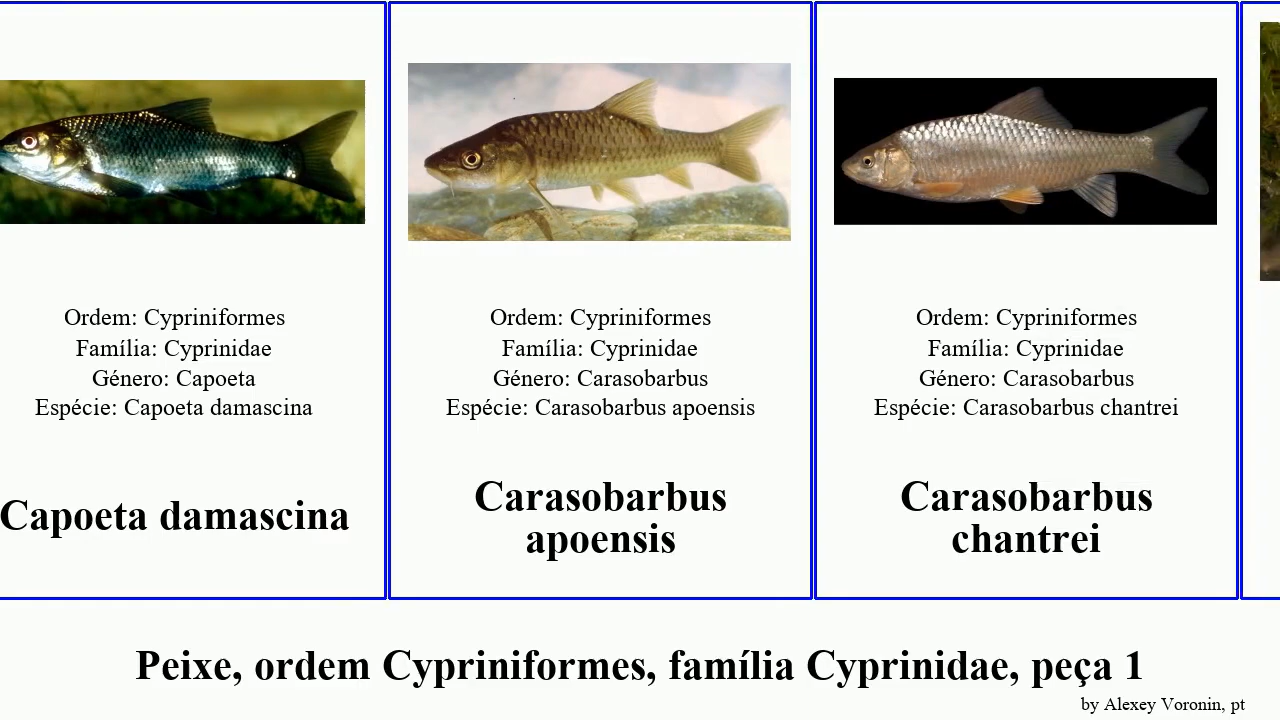 Ordem: Cypriniformes
Família: Cyprinidae
Género: Capoeta
Espécie: Capoeta damascina
Capoeta damascina
Ordem: Cypriniformes
Família: Cyprinidae
Género: Carasobarbus
Espécie: Carasobarbus apoensis
Carasobarbus
apoensis
Ordem: Cypriniformes
Família: Cyprinidae
Género: Carasobarbus
Espécie: Carasobarbus chantrei
Carasobarbus
chantrei
Peixe, ordem Cypriniformes, família Cyprinidae, peça 1
by Alexey Voronin, pt